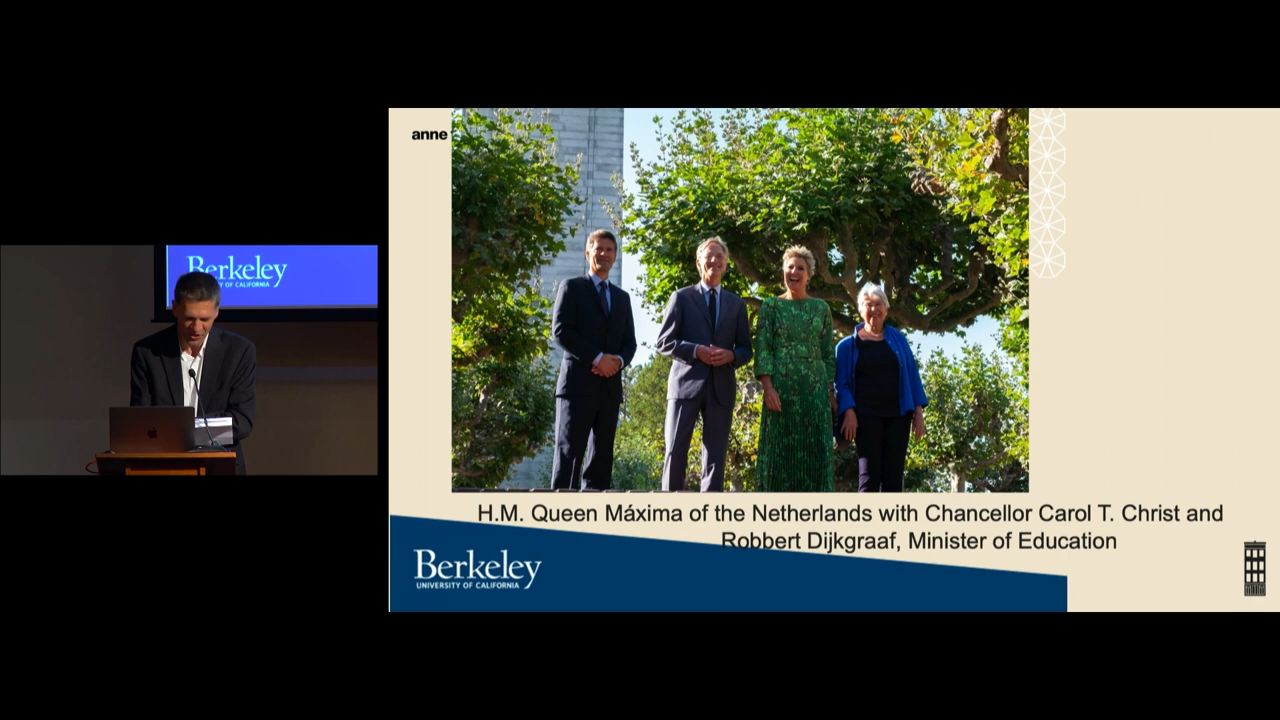 Berkeley
Y OF CALIFORNIA
anne
H.M. Queen Máxima of the Netherlands with Chancellor Carol T. Christ and
Robbert Dijkgraaf, Minister of Education
Berkeley
UNIVERSITY OF CALIFORNIA